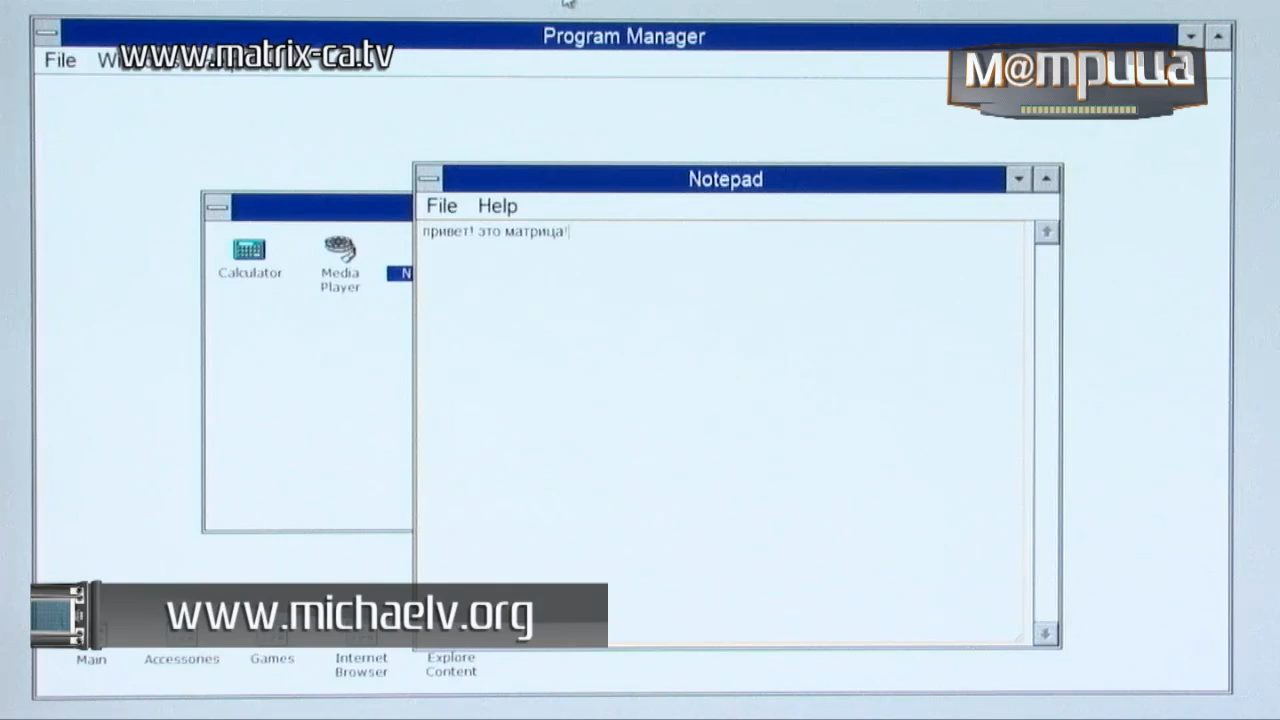 Program Manager
www.matrix-ca.tv
File
М@трица
Notepad
File Help
привет! это матрица!
Calculator
Media
Player
N
www.michaelv.org
Main
Accessories
Games
Internet
Browser
Explore
Content